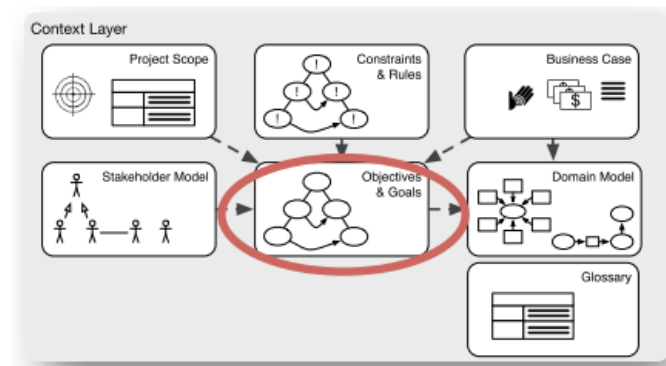 Context Layer
Project Scope
Constraints
& Rules
!
! !
! !
Business Case
$
Stakeholder Model
Objectives
& Goals
Domain Model
Glossary